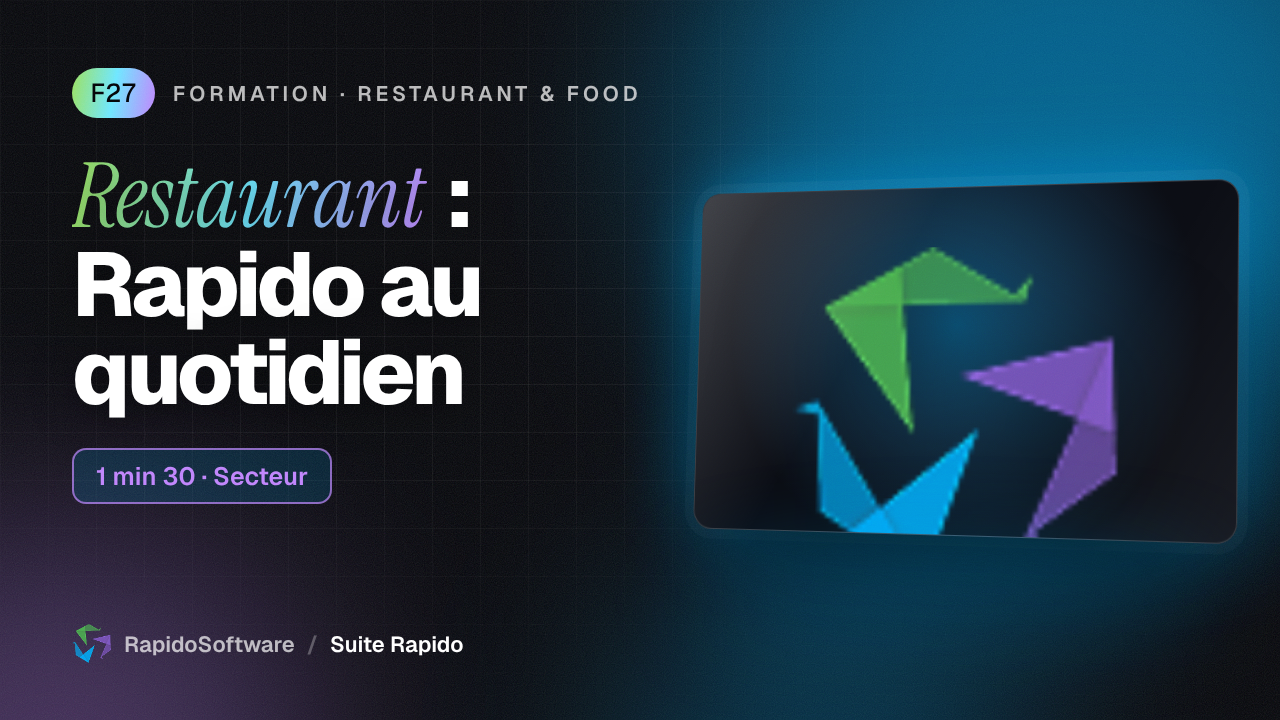 F27
FORMATION · RESTAURANT & FOOD
Restaurant :
Rapido au
quotidien
1 min 30 · Secteur
RapidoSoftware / Suite Rapido